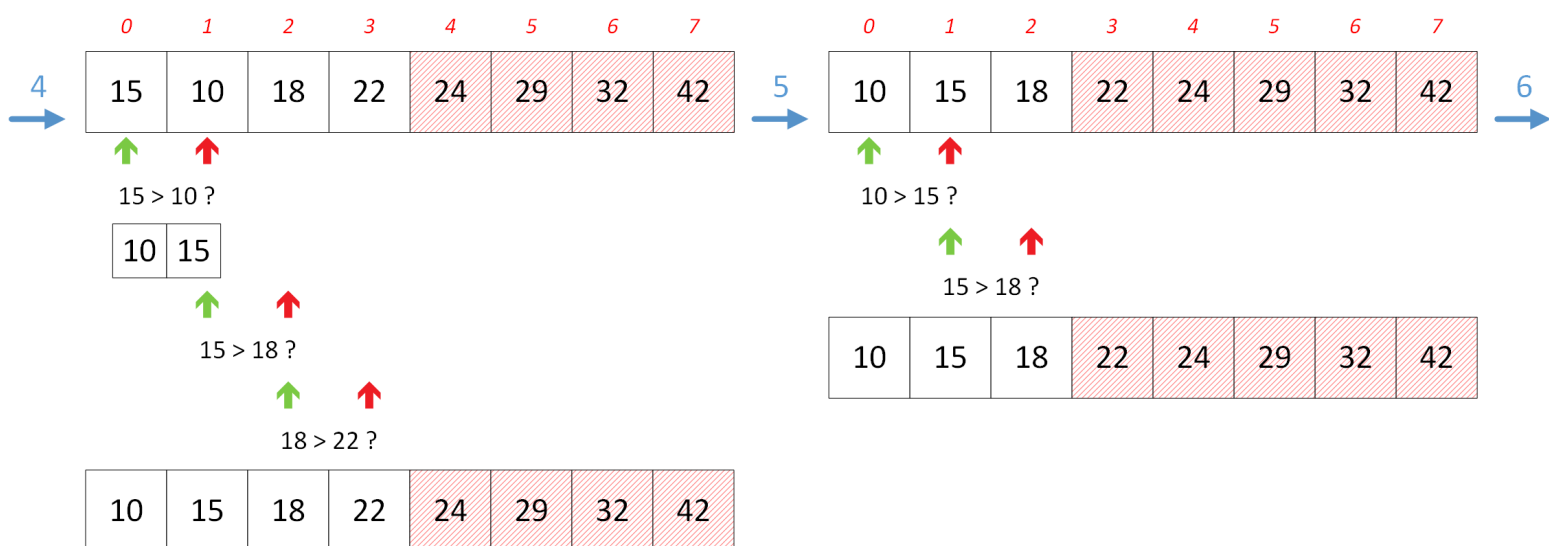 0 1 2 3 4 5 6 7
4
15 10 18 22 24 29 32 42
15 > 10 ?
10 15
15 > 18 ?
18 > 22 ?
10 15 18 22 24 29 32 42
5
0 1 2 3 4 5 6 7
10 15 18 22 24 29 32 42
10 > 15 ?
15 > 18 ?
10 15 18 22 24 29 32 42
6